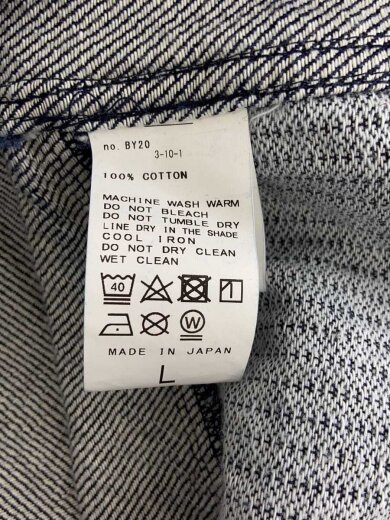 no. BY20
3-10-1
100% COTTON
MACHINE WASH WARM
DO NOT BLEACH
DO NOT TUMBLE DRY
LINE DRY IN THE SHADE
COOL IRON
DO NOT DRY CLEAN
WET CLEAN
40
W
MADE IN JAPAN
L